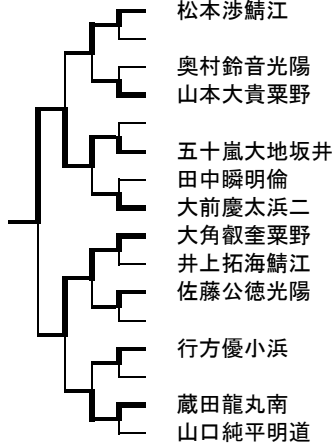 松本渉鯖江
奥村鈴音光陽
山本大貴粟野
五十嵐大地坂井
田中瞬明倫
大前慶太浜二
大角叡奎粟野
井上拓海鯖江
佐藤公徳光陽
行方優小浜
蔵田龍丸南
山口純平明道